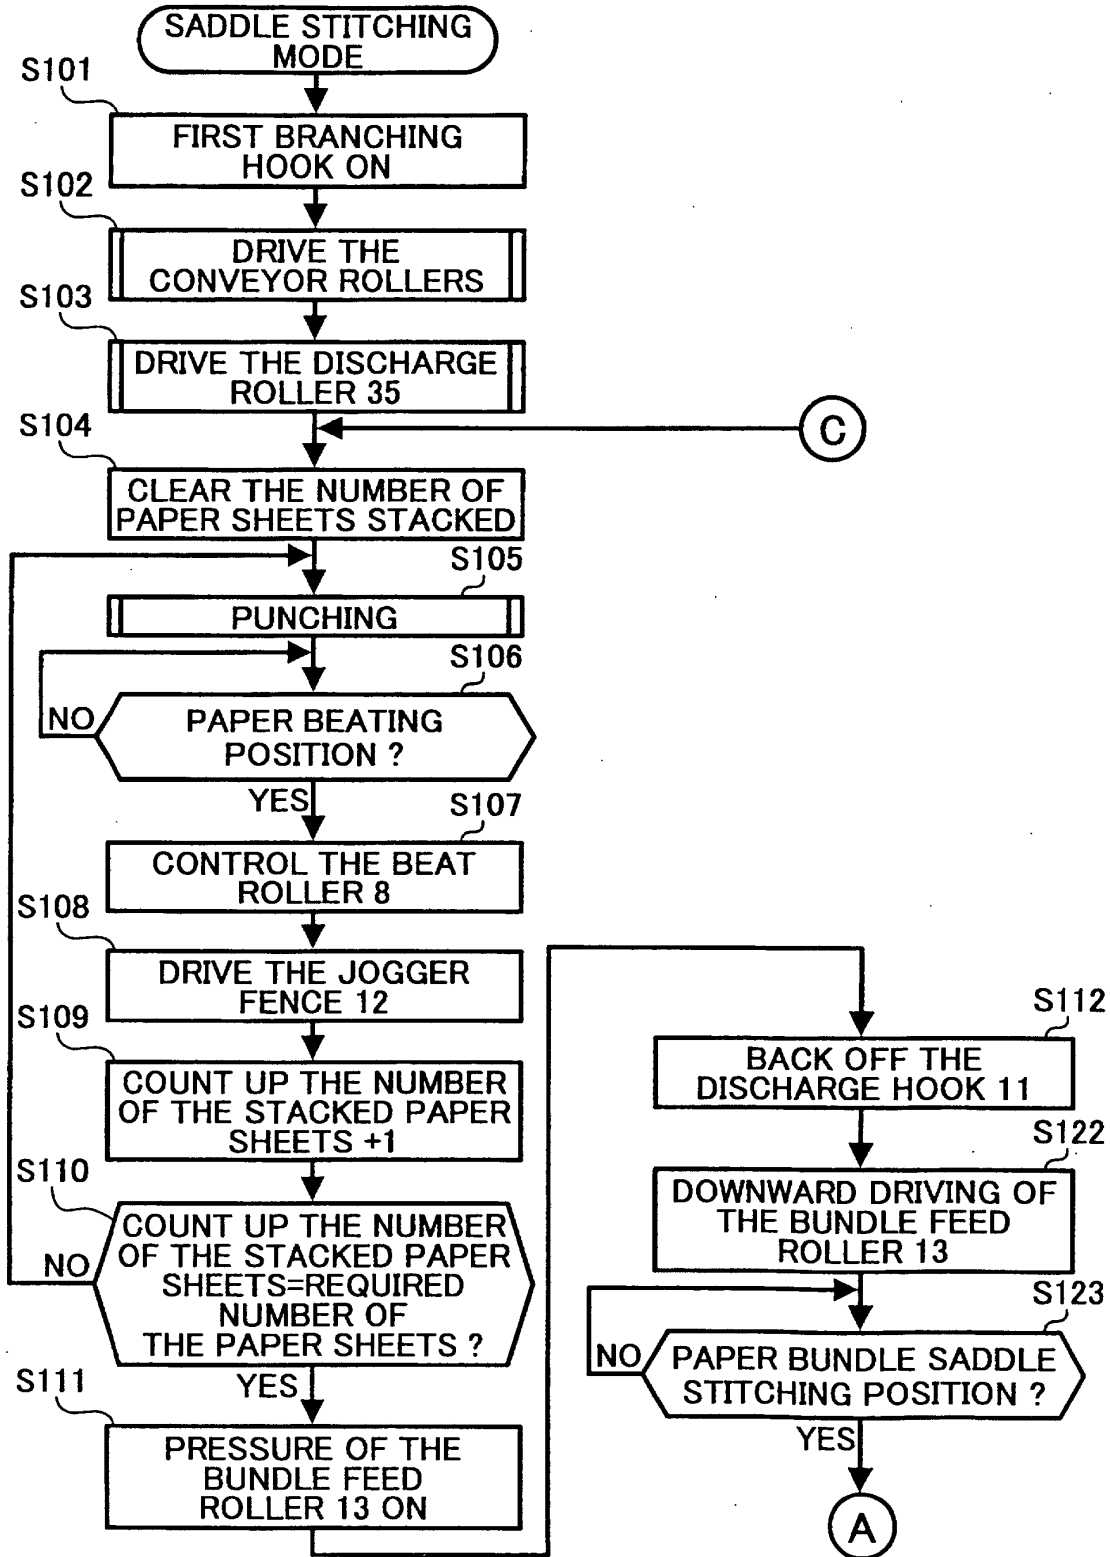 SADDLE STITCHING
MODE
S101
FIRST BRANCHING
HOOK ON
S102
DRIVE THE
CONVEYOR ROLLERS
S103
DRIVE THE DISCHARGE
ROLLER 35
C
S104
CLEAR THE NUMBER OF
PAPER SHEETS STACKED
S105
PUNCHING
S106
NO
PAPER BEATING
POSITION ?
YES
S107
CONTROL THE BEAT
ROLLER 8
S108
DRIVE THE JOGGER
FENCE 12
S109
COUNT UP THE NUMBER
OF THE STACKED PAPER
SHEETS +1
S110
NO
COUNT UP THE NUMBER
OF THE STACKED PAPER
SHEETS=REQUIRED
NUMBER OF
THE PAPER SHEETS ?
YES
S111
PRESSURE OF THE
BUNDLE FEED
ROLLER 13 ON
S112
BACK OFF THE
DISCHARGE HOOK 11
S122
DOWNWARD DRIVING OF
THE BUNDLE FEED
ROLLER 13
S123
NO
PAPER BUNDLE SADDLE
STITCHING POSITION ?
YES
A